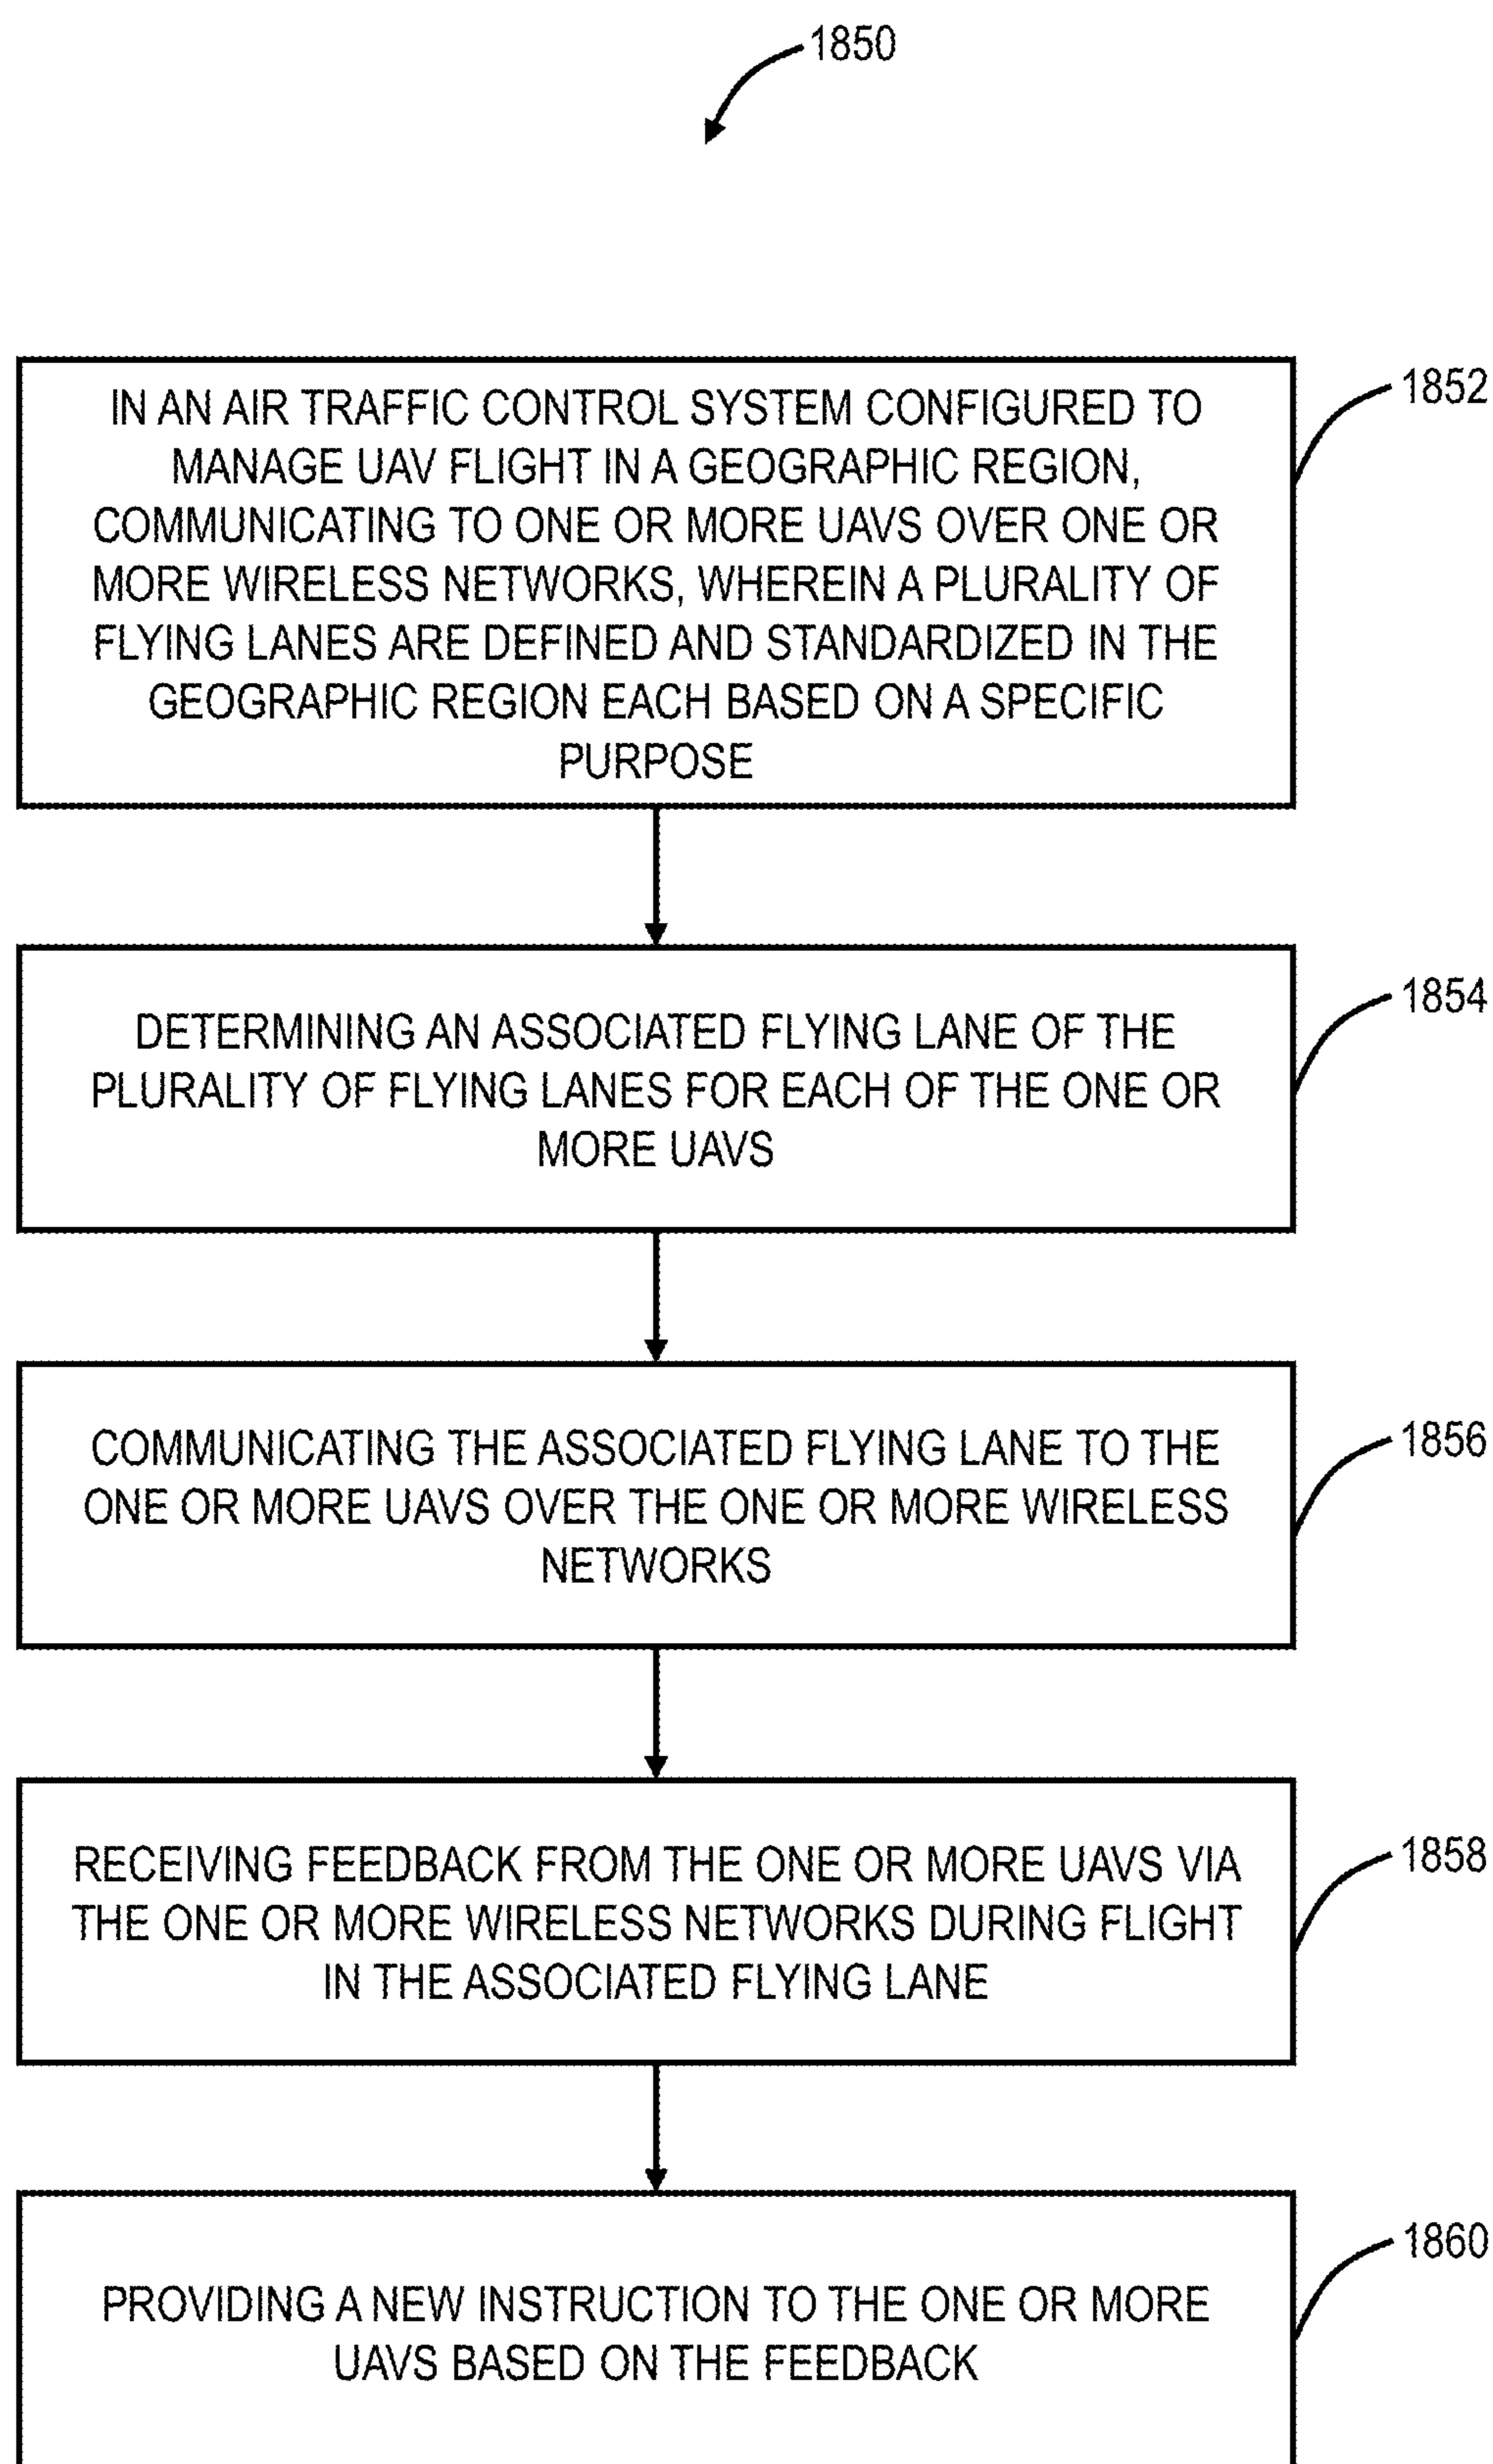 1850
IN AN AIR TRAFFIC CONTROL SYSTEM CONFIGURED TO
MANAGE UAV FLIGHT IN A GEOGRAPHIC REGION,
COMMUNICATING TO ONE OR MORE UAVS OVER ONE OR
MORE WIRELESS NETWORKS, WHEREIN A PLURALITY OF
FLYING LANES ARE DEFINED AND STANDARDIZED IN THE
GEOGRAPHIC REGION EACH BASED ON A SPECIFIC
PURPOSE
1852
DETERMINING AN ASSOCIATED FLYING LANE OF THE
PLURALITY OF FLYING LANES FOR EACH OF THE ONE OR
MORE UAVS
1854
COMMUNICATING THE ASSOCIATED FLYING LANE TO THE
ONE OR MORE UAVS OVER THE ONE OR MORE WIRELESS
NETWORKS
1856
RECEIVING FEEDBACK FROM THE ONE OR MORE UAVS VIA
THE ONE OR MORE WIRELESS NETWORKS DURING FLIGHT
IN THE ASSOCIATED FLYING LANE
1858
PROVIDING A NEW INSTRUCTION TO THE ONE OR MORE
UAVS BASED ON THE FEEDBACK
1860